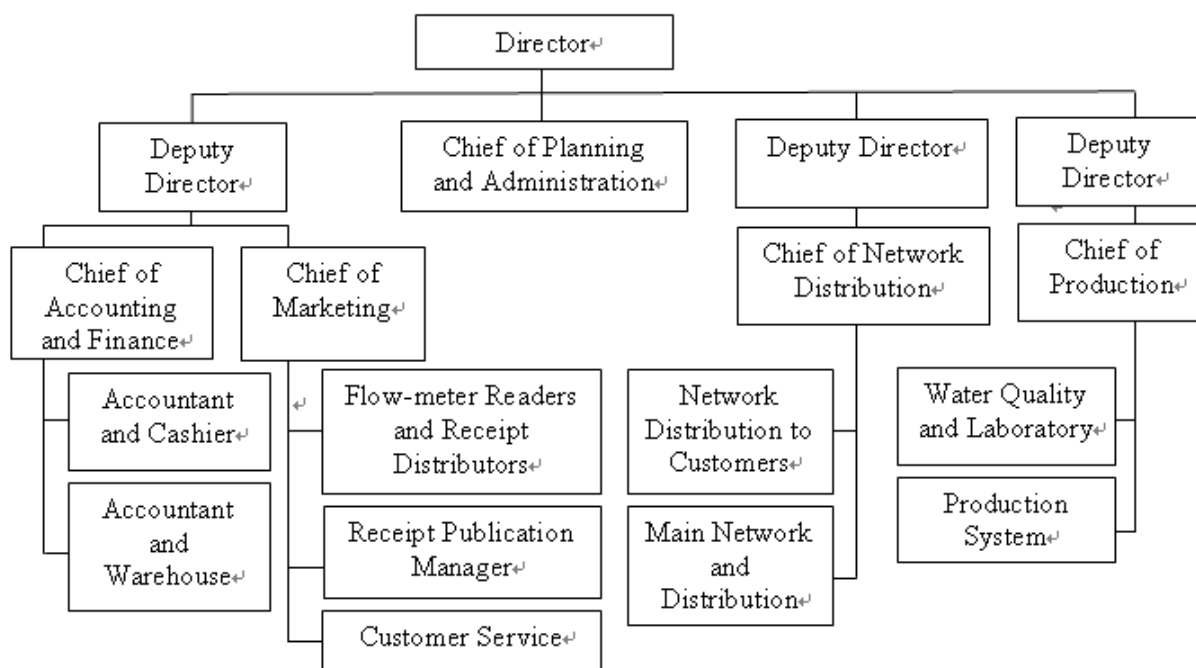 Director
Deputy
Director
Chief of Planning
and Administration
Deputy Director
Deputy
Director
Chief of
Accounting
and Finance
Chief of
Marketing
Chief of Network
Distribution
Chief of
Production
Accountant
and Cashier
Flow-meter Readers
and Receipt
Distributors
Network
Distribution to
Customers
Water Quality
and Laboratory
Accountant
and
Warehouse
Receipt Publication
Manager
Main Network
and
Distribution
Production
System
Customer Service